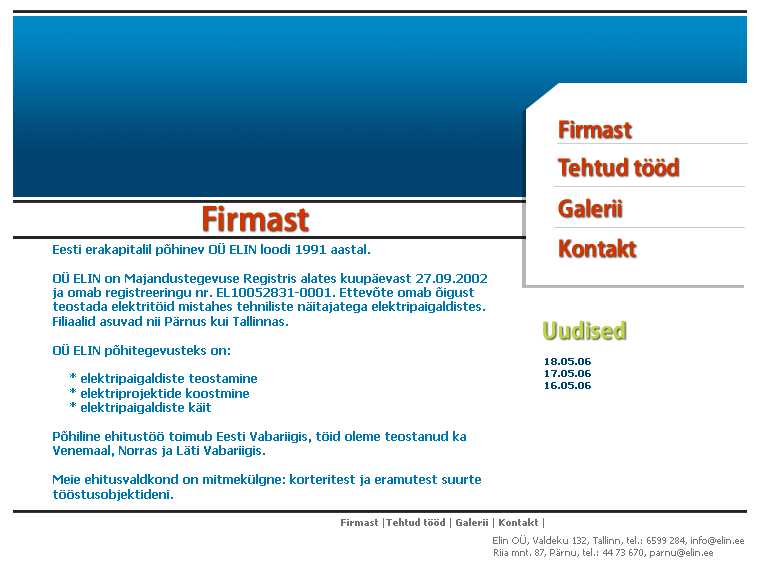 Firmast
Tehtud tööd
Galerii
Kontakt
Firmast
Eesti erakapitalil põhinev OÜ ELIN loodi 1991 aastal.
OÜ ELIN on Majandustegevuse Registris alates kuupäevast 27.09.2002
ja omab registreeringu nr. EL10052831-0001. Ettevõte omab õigust
teostada elektritöid mistahes tehniliste näitajatega elektripaigaldistes.
Filiaalid asuvad nii Pärnus kui Tallinnas.
OÜ ELIN põhitegevusteks on:
* elektripaigaldiste teostamine
* elektriprojektide koostmine
* elektripaigaldiste käit
Põhiline ehitustöö toimub Eesti Vabariigis, töid oleme teostanud ka
Venemaal, Norras ja Läti Vabariigis.
Meie ehitusvaldkond on mitmekülgne: korteritest ja eramutest suurte
tööstusobjektideni.
Uudised
18.05.06
17.05.06
16.05.06
Firmast |Tehtud tööd | Galerii | Kontakt |
Elin OÜ, Valdeku 132, Tallinn, tel.: 6599 284, info@elin.ee
Riia mnt. 87, Pärnu, tel.: 44 73 670, parnu@elin.ee